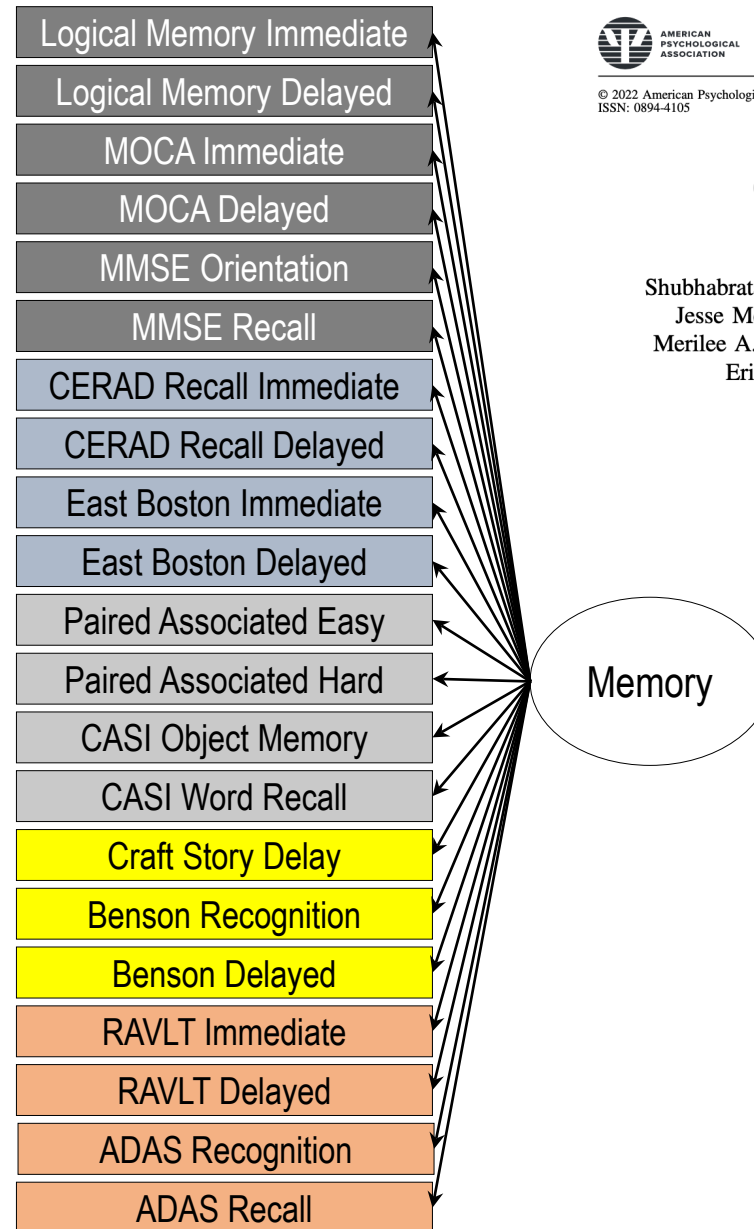 Logical Memory Immediate
Logical Memory Delayed
MOCA Immediate
MOCA Delayed
MMSE Orientation
MMSE Recall
CERAD Recall Immediate
CERAD Recall Delayed
East Boston Immediate
East Boston Delayed
Paired Associated Easy
Paired Associated Hard
CASI Object Memory
CASI Word Recall
Craft Story Delay
Benson Recognition
Benson Delayed
RAVLT Immediate
RAVLT Delayed
ADAS Recognition
ADAS Recall
Memory
AMERICAN
PSYCHOLOGICAL
ASSOCIATION
© 2022 American Psychologi
ISSN: 0894-4105
Shubhabrat
Jesse M
Merilee A.
Eri